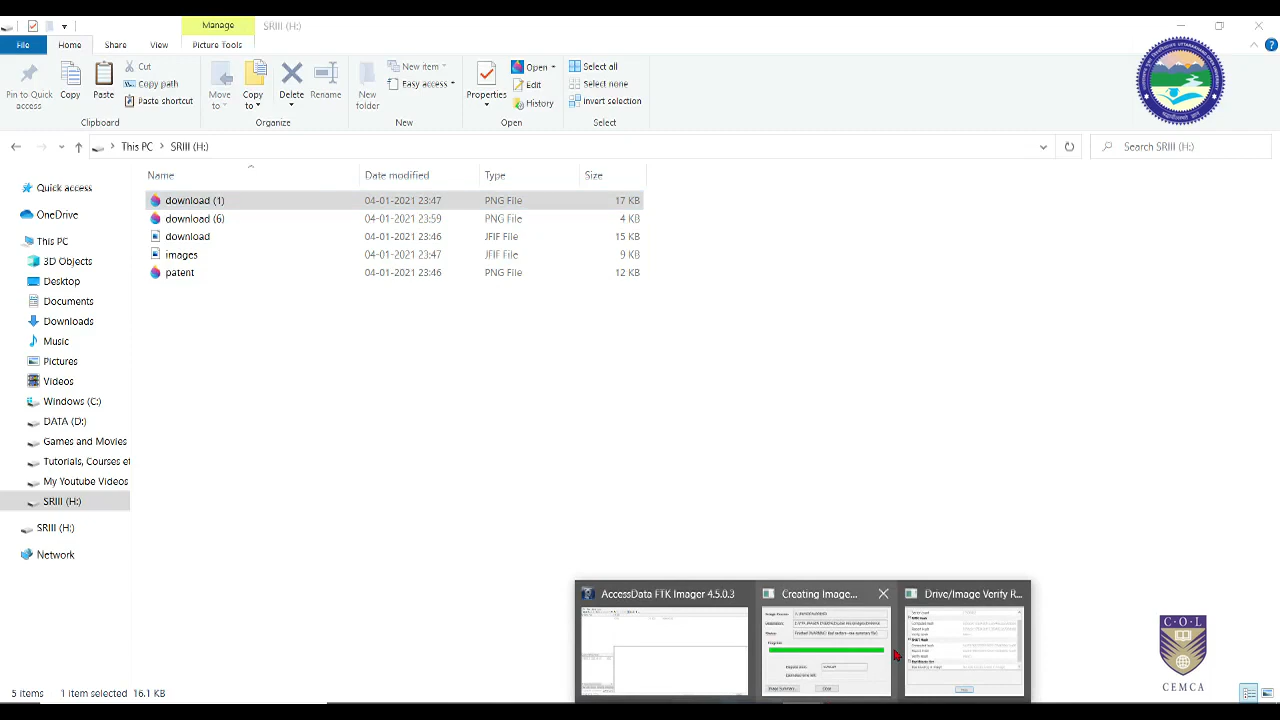 Manage SRIII (H:)
File Home Share View Picture Tools
Pin to Quick access
Copy
Paste
Cut
Copy path
Paste shortcut
Move to
Copy to
Delete
Rename
New folder
New item
Easy access
Properties
Open
Edit
History
Select all
Select none
Invert selection
Clipboard Organize New Open Select
This PC SRIII (H:) Search SRIII (H:)
Name Date modified Type Size
download (1) 04-01-2021 23:47 PNG File 17 KB
download (6) 04-01-2021 23:59 PNG File 4 KB
download 04-01-2021 23:46 JFIF File 15 KB
images 04-01-2021 23:47 JFIF File 9 KB
patent 04-01-2021 23:46 PNG File 12 KB
Quick access
OneDrive
This PC
3D Objects
Desktop
Documents
Downloads
Music
Pictures
Videos
Windows (C:)
DATA (D:)
Games and Movies
Tutorials, Courses et
My Youtube Videos
SRIII (H:)
SRIII (H:)
Network
AccessData FTK Imager 4.5.0.3 Creating Image... Drive/Image Verify R...
C·O·L
CEMCA
5 items 1 item selected 16.1 KB